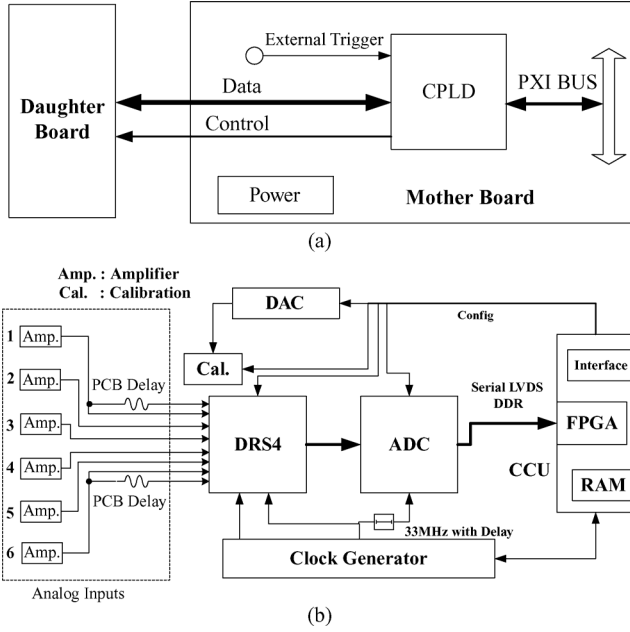 External Trigger
Data
CPLD
PXI BUS
Daughter
Board
Control
Power
Mother Board
(a)
Amp. : Amplifier
Cal. : Calibration
DAC
Config
1 Amp.
Cal.
Interface
2 Amp.
PCB Delay
Serial LVDS
DDR
3 Amp.
DRS4
ADC
FPGA
4 Amp.
CCU
PCB Delay
RAM
5 Amp.
33MHz with Delay
6 Amp.
Clock Generator
Analog Inputs
(b)